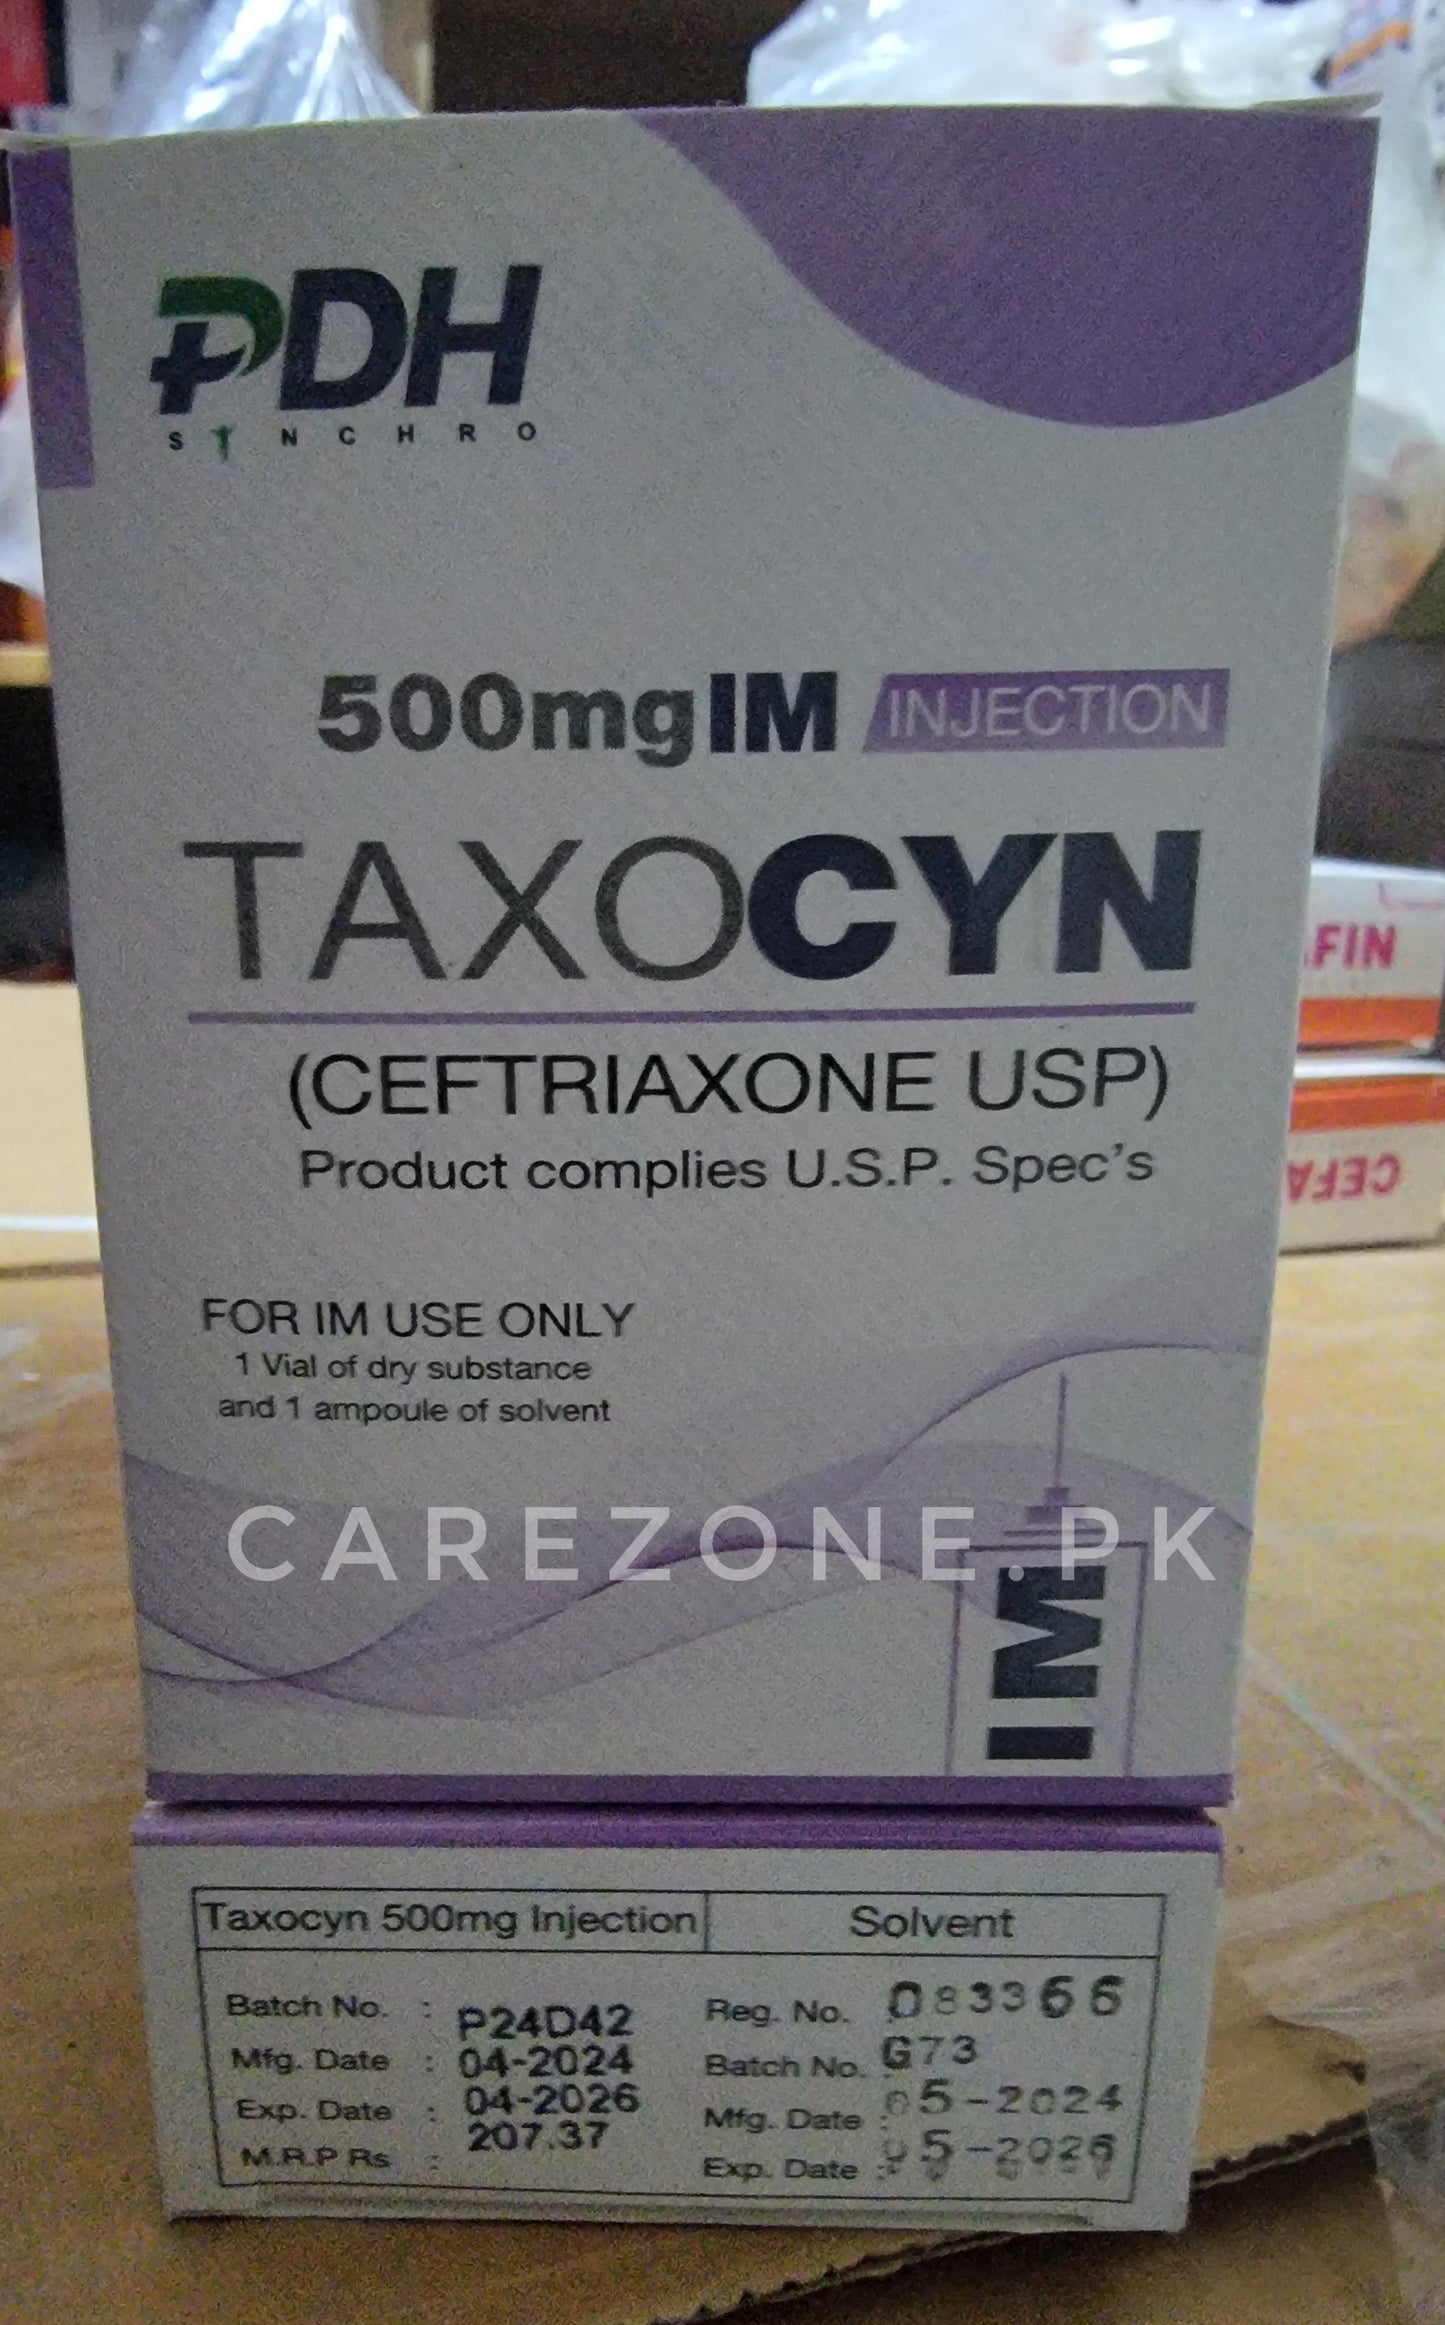 PDH
SYNCHRO
500mg IM INJECTION
TAXOCYN
(CEFTRIAXONE USP)
Product complies U.S.P. Spec's
FOR IM USE ONLY
1 Vial of dry substance
and 1 ampoule of solvent
CAREZONE.PK
IM
Taxocyn 500mg Injection
Batch No. : P24D42
Mfg. Date : 04-2024
Exp. Date : 04-2026
M.R.P Rs : 207.37
Solvent
Reg. No. : 083366
Batch No. : G73
Mfg. Date : 05-2024
Exp. Date : 05-2026
FIN
CEFA